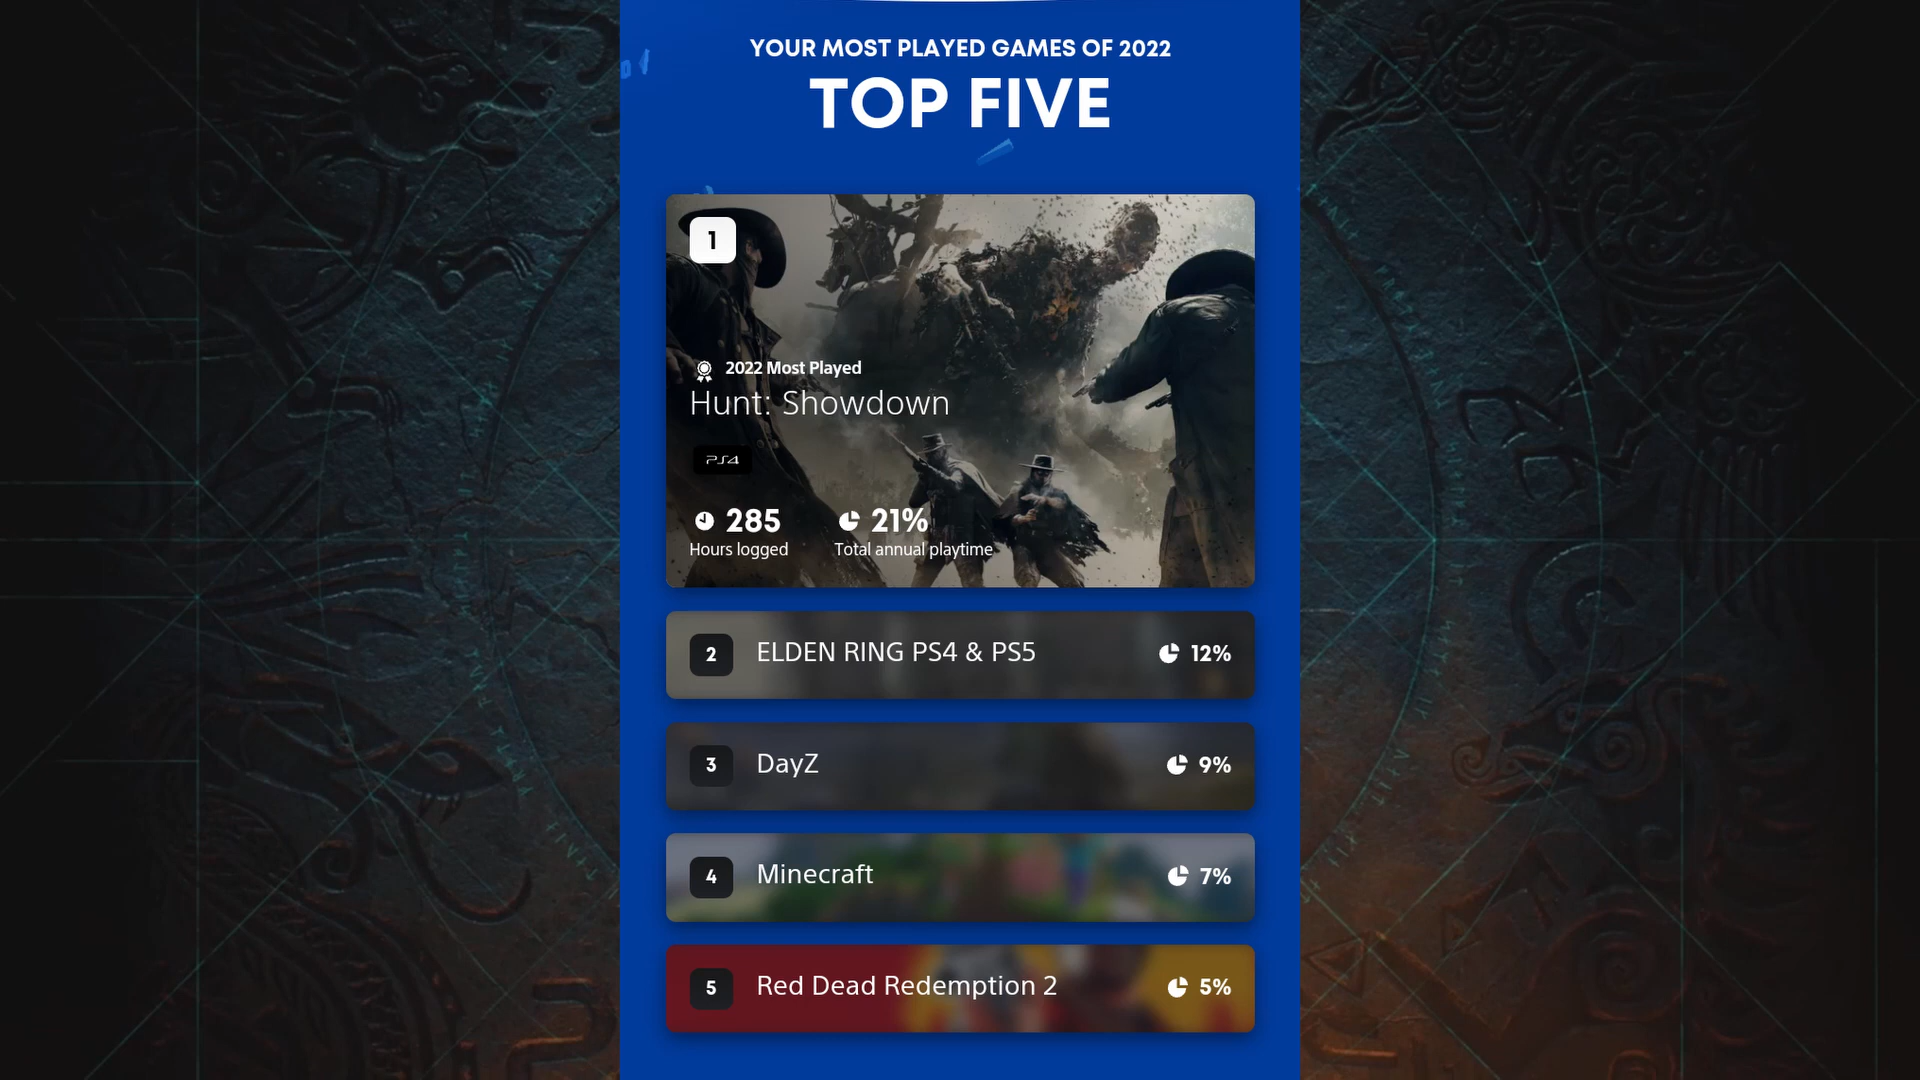 YOUR MOST PLAYED GAMES OF 2022
TOP FIVE
1
2022 Most Played
Hunt: Showdown
PS4
285
Hours logged
21%
Total annual playtime
2 ELDEN RING PS4 & PS5 12%
3 DayZ 9%
4 Minecraft 7%
5 Red Dead Redemption 2 5%